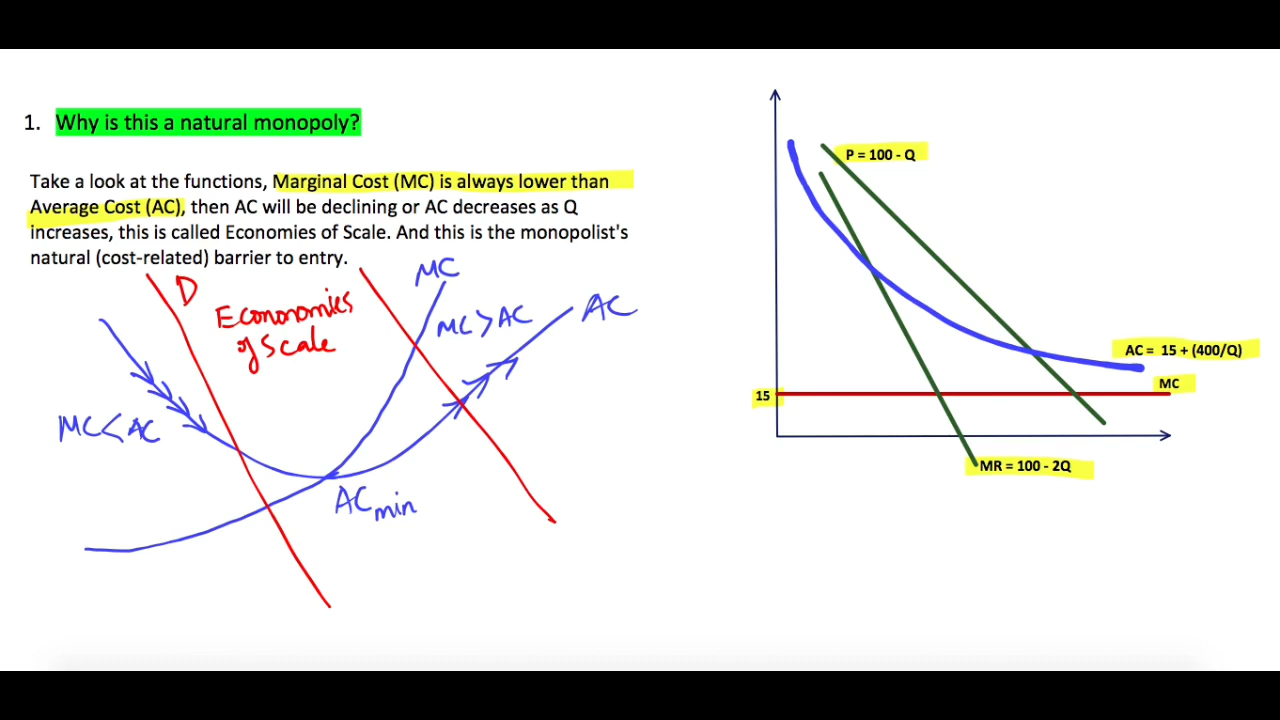 1. Why is this a natural monopoly?
Take a look at the functions, Marginal Cost (MC) is always lower than
Average Cost (AC), then AC will be declining or AC decreases as Q
increases, this is called Economies of Scale. And this is the monopolist's
natural (cost-related) barrier to entry.
D
Economies
of Scale
MC
MC>AC
AC
MC<AC
ACmin
P = 100 - Q
AC = 15 + (400/Q)
MC
15
MR = 100 - 2Q